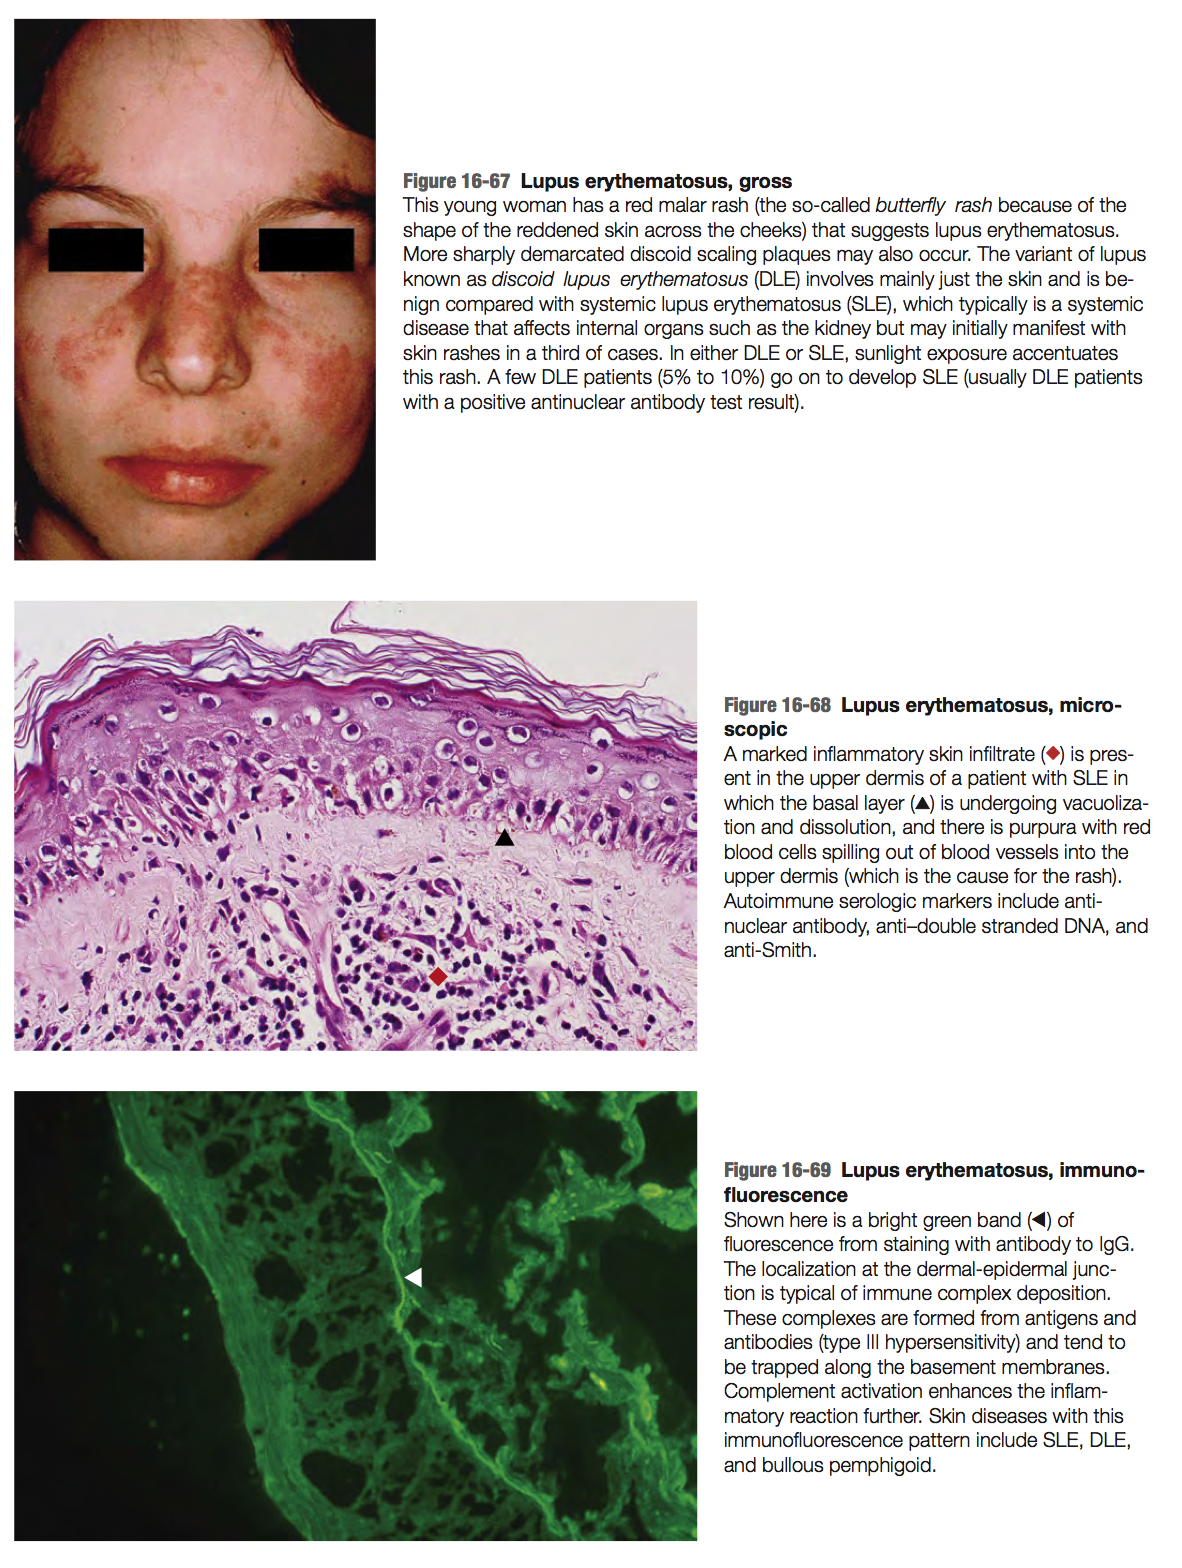 Figure 16-67 Lupus erythematosus, gross
This young woman has a red malar rash (the so-called butterfly rash because of the
shape of the reddened skin across the cheeks) that suggests lupus erythematosus.
More sharply demarcated discoid scaling plaques may also occur. The variant of lupus
known as discoid lupus erythematosus (DLE) involves mainly just the skin and is be-
nign compared with systemic lupus erythematosus (SLE), which typically is a systemic
disease that affects internal organs such as the kidney but may initially manifest with
skin rashes in a third of cases. In either DLE or SLE, sunlight exposure accentuates
this rash. A few DLE patients (5% to 10%) go on to develop SLE (usually DLE patients
with a positive antinuclear antibody test result).
Figure 16-68 Lupus erythematosus, micro-
scopic
A marked inflammatory skin infiltrate (◆) is pres-
ent in the upper dermis of a patient with SLE in
which the basal layer (▲) is undergoing vacuoliza-
tion and dissolution, and there is purpura with red
blood cells spilling out of blood vessels into the
upper dermis (which is the cause for the rash).
Autoimmune serologic markers include anti-
nuclear antibody, anti–double stranded DNA, and
anti-Smith.
Figure 16-69 Lupus erythematosus, immuno-
fluorescence
Shown here is a bright green band (◀) of
fluorescence from staining with antibody to IgG.
The localization at the dermal-epidermal junc-
tion is typical of immune complex deposition.
These complexes are formed from antigens and
antibodies (type III hypersensitivity) and tend to
be trapped along the basement membranes.
Complement activation enhances the inflam-
matory reaction further. Skin diseases with this
immunofluorescence pattern include SLE, DLE,
and bullous pemphigoid.